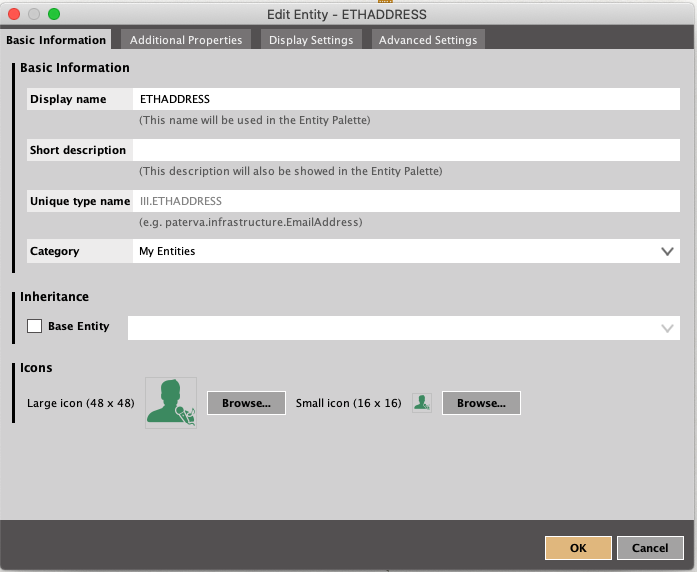 Edit Entity - ETHADDRESS
Basic Information Additional Properties Display Settings Advanced Settings
Basic Information
Display name ETHADDRESS
(This name will be used in the Entity Palette)
Short description
(This description will also be showed in the Entity Palette)
Unique type name III.ETHADDRESS
(e.g. paterva.infrastructure.EmailAddress)
Category My Entities
Inheritance
Base Entity
Icons
Large icon (48 x 48) Browse... Small icon (16 x 16) Browse...
OK Cancel